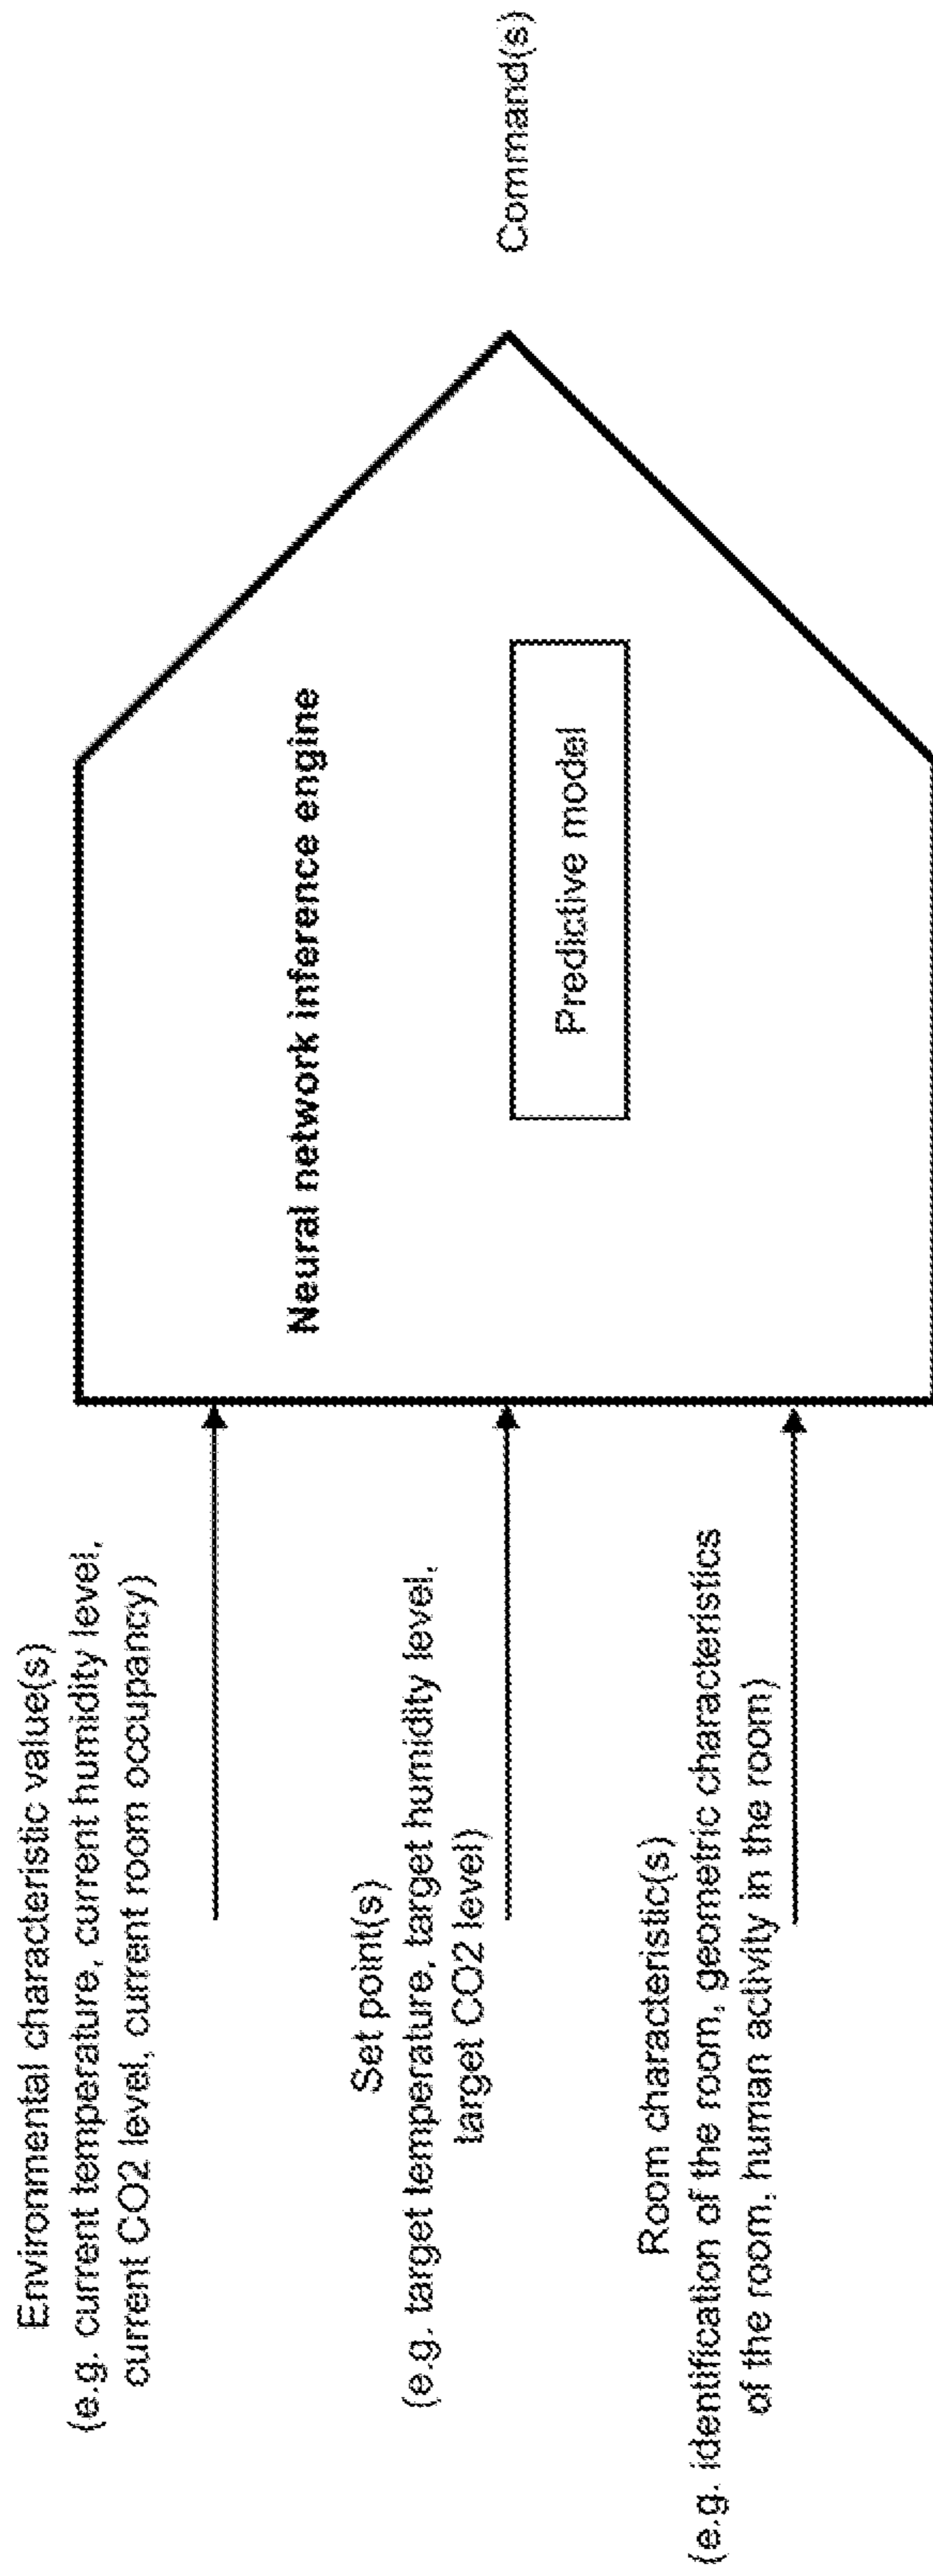 Environmental characteristic value(s)
(e.g. current temperature, current humidity level,
current CO2 level, current room occupancy)
Set point(s)
(e.g. target temperature, target humidity level,
target CO2 level)
Room characteristic(s)
(e.g. identification of the room, geometric characteristics
of the room, human activity in the room)
Neural network inference engine
Predictive model
Command(s)